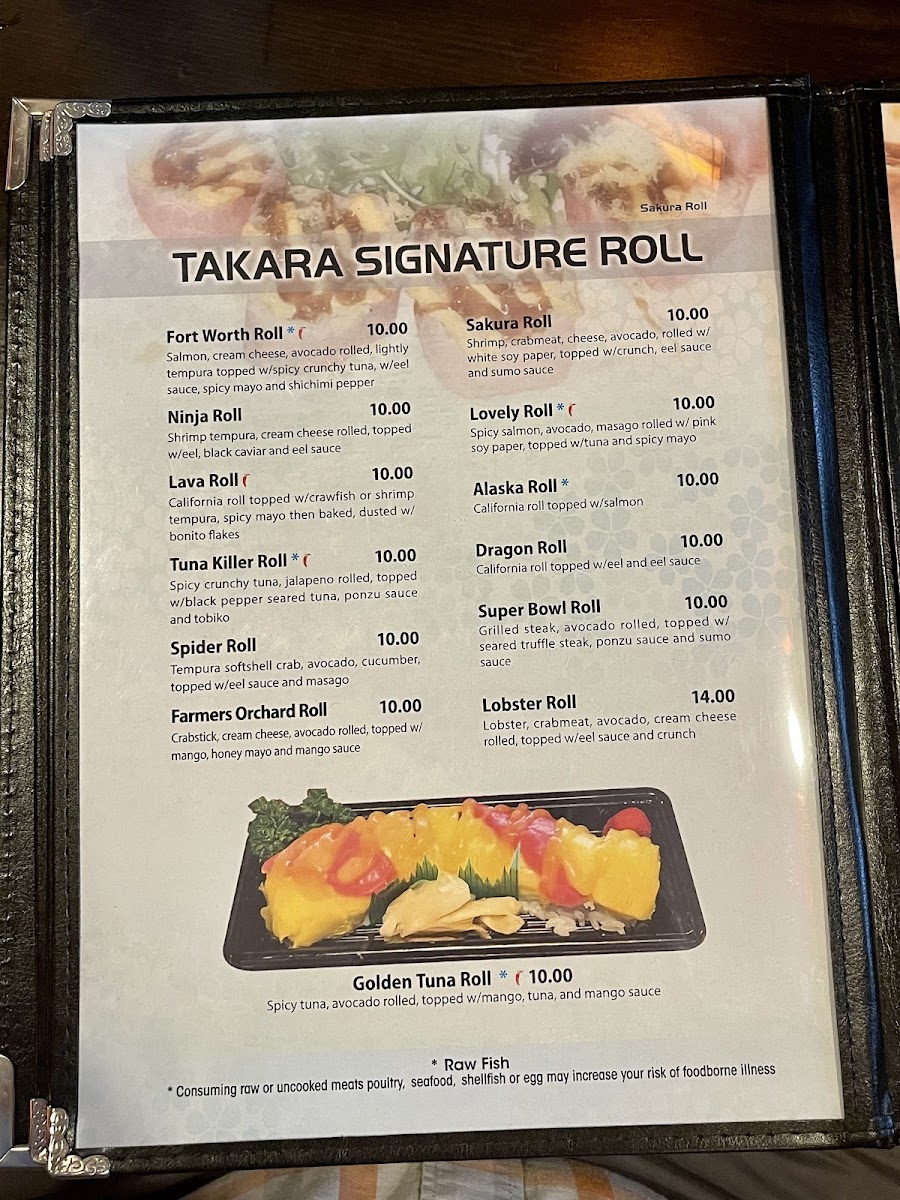 Sakura Roll
TAKARA SIGNATURE ROLL
Fort Worth Roll * 10.00
Salmon, cream cheese, avocado rolled, lightly
tempura topped w/spicy crunchy tuna, w/eel
sauce, spicy mayo and shichimi pepper
Ninja Roll 10.00
Shrimp tempura, cream cheese rolled, topped
w/eel, black caviar and eel sauce
Lava Roll 10.00
California roll topped w/crawfish or shrimp
tempura, spicy mayo then baked, dusted w/
bonito flakes
Tuna Killer Roll * 10.00
Spicy crunchy tuna, jalapeno rolled, topped
w/black pepper seared tuna, ponzu sauce
and tobiko
Spider Roll 10.00
Tempura softshell crab, avocado, cucumber,
topped w/eel sauce and masago
Farmers Orchard Roll 10.00
Crabstick, cream cheese, avocado rolled, topped w/
mango, honey mayo and mango sauce
Sakura Roll 10.00
Shrimp, crabmeat, cheese, avocado, rolled w/
white soy paper, topped w/crunch, eel sauce
and sumo sauce
Lovely Roll * 10.00
Spicy salmon, avocado, masago rolled w/ pink
soy paper, topped w/tuna and spicy mayo
Alaska Roll * 10.00
California roll topped w/salmon
Dragon Roll 10.00
California roll topped w/eel and eel sauce
Super Bowl Roll 10.00
Grilled steak, avocado rolled, topped w/
seared truffle steak, ponzu sauce and sumo
sauce
Lobster Roll 14.00
Lobster, crabmeat, avocado, cream cheese
rolled, topped w/eel sauce and crunch
Golden Tuna Roll * 10.00
Spicy tuna, avocado rolled, topped w/mango, tuna, and mango sauce
* Raw Fish
* Consuming raw or uncooked meats poultry, seafood, shellfish or egg may increase your risk of foodborne illness